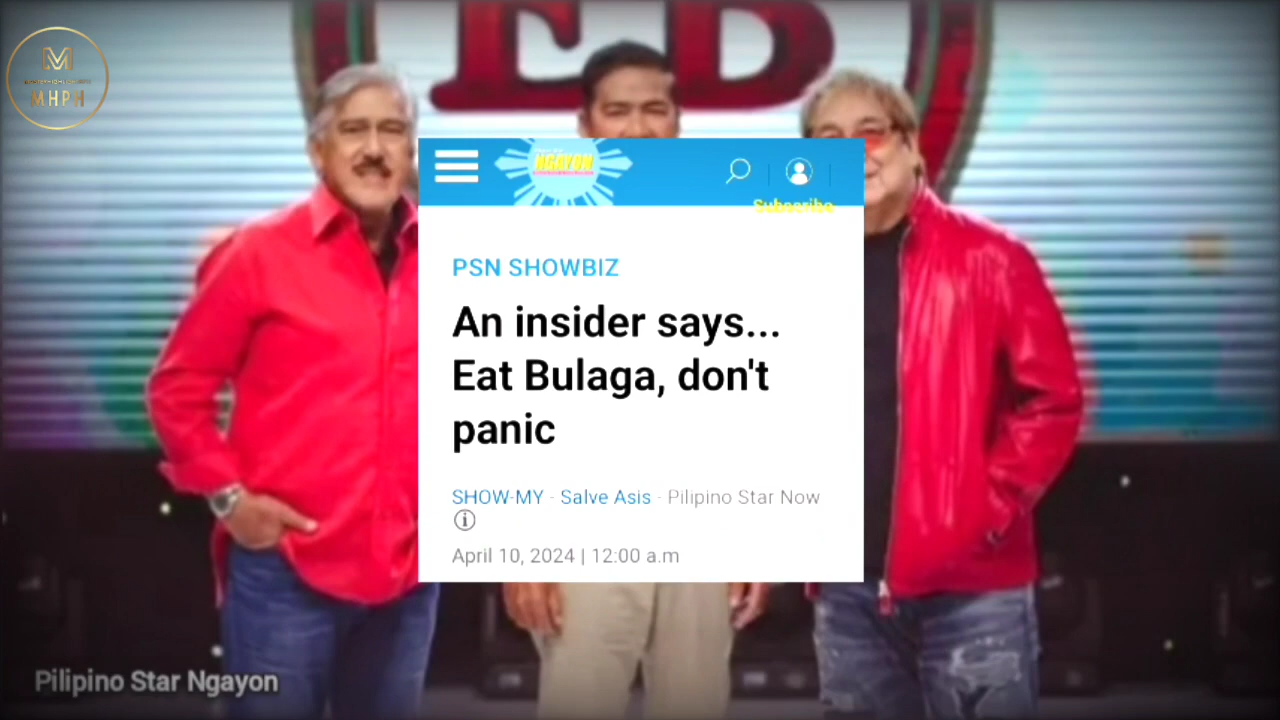 EB
MHPH
NGAYON
Subscribe
PSN SHOWBIZ
An insider says...
Eat Bulaga, don't
panic
SHOW-MY - Salve Asis - Pilipino Star Now
April 10, 2024 | 12:00 a.m
Pilipino Star Ngayon